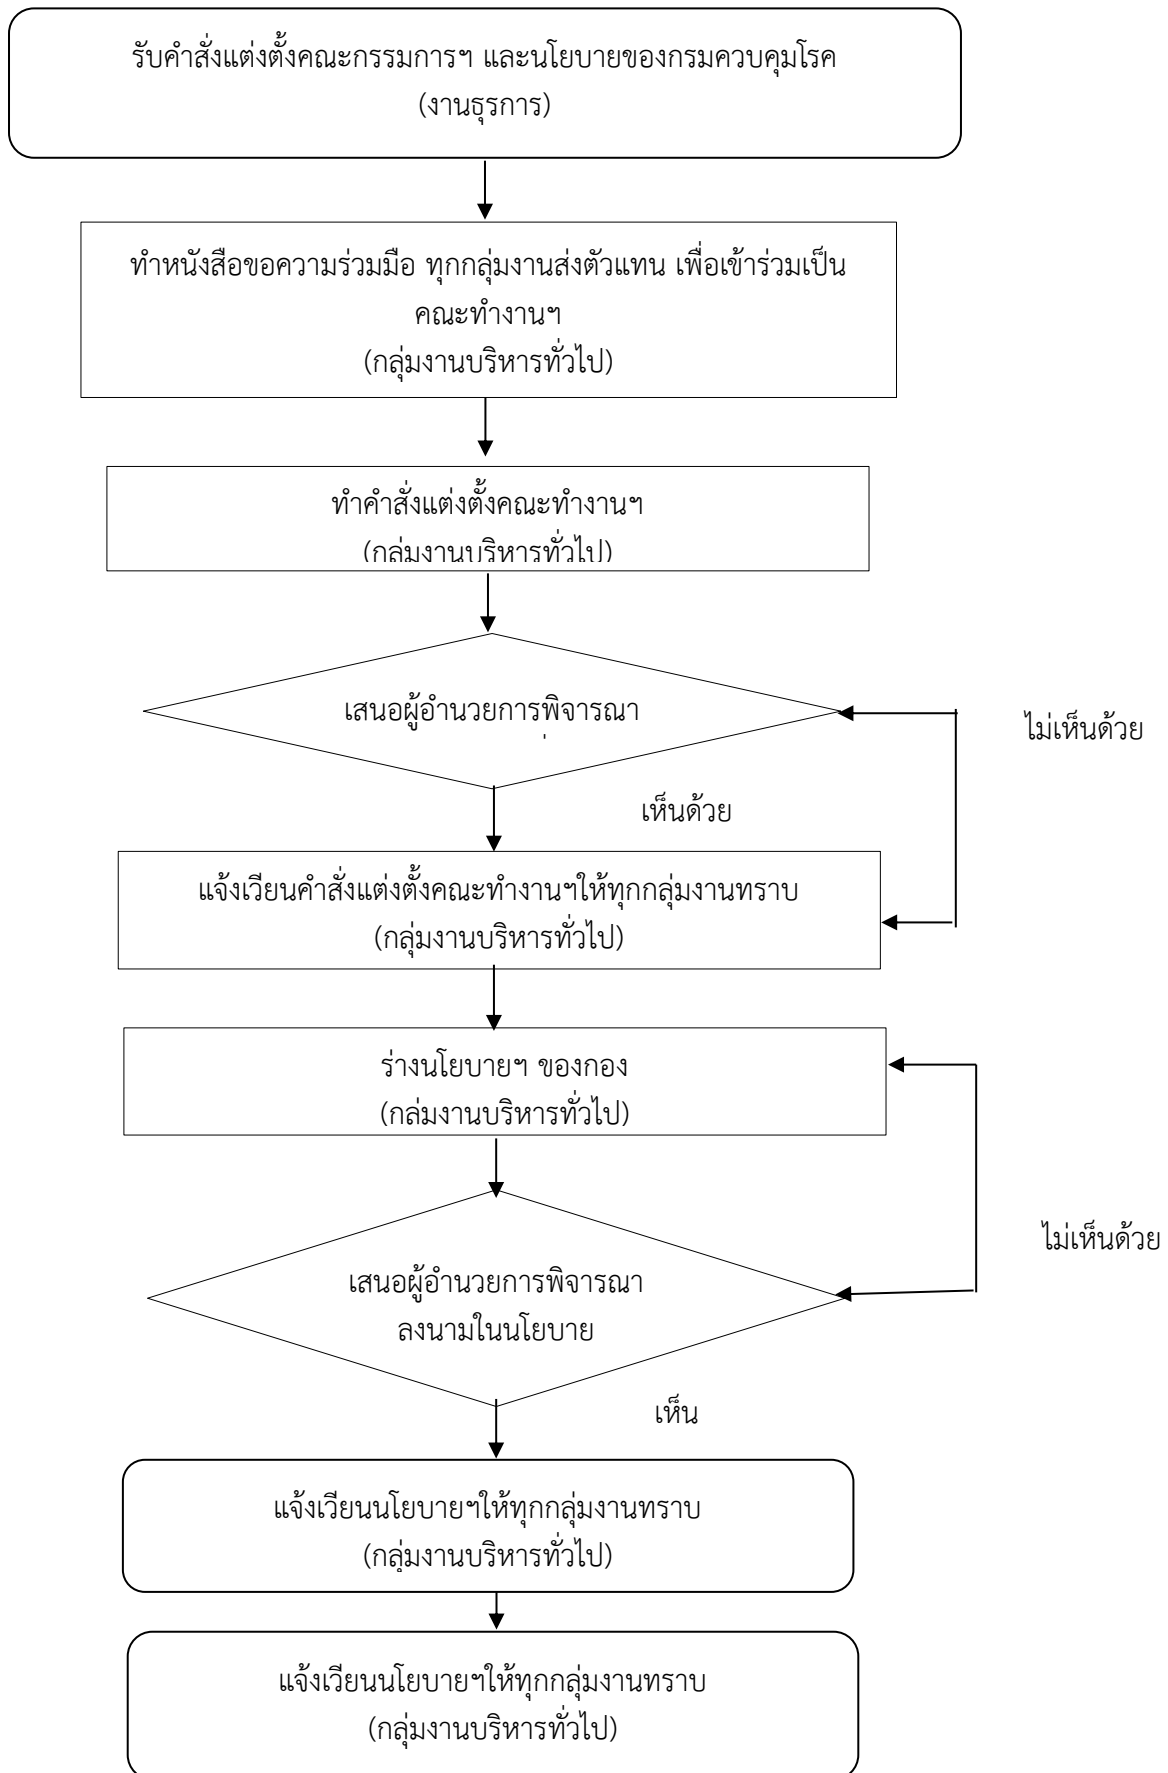 รับคำสั่งแต่งตั้งคณะกรรมการฯ และนโยบายของกรมควบคุมโรค
(งานธุรการ)
ทำหนังสือขอความร่วมมือ ทุกกลุ่มงานส่งตัวแทน เพื่อเข้าร่วมเป็น
คณะทำงานฯ
(กลุ่มงานบริหารทั่วไป)
ทำคำสั่งแต่งตั้งคณะทำงานฯ
(กลุ่มงานบริหารทั่วไป)
เสนอผู้อำนวยการพิจารณา
ไม่เห็นด้วย
เห็นด้วย
แจ้งเวียนคำสั่งแต่งตั้งคณะทำงานฯให้ทุกกลุ่มงานทราบ
(กลุ่มงานบริหารทั่วไป)
ร่างนโยบายฯ ของกอง
(กลุ่มงานบริหารทั่วไป)
ไม่เห็นด้วย
เสนอผู้อำนวยการพิจารณา
ลงนามในนโยบาย
เห็น
แจ้งเวียนนโยบายฯให้ทุกกลุ่มงานทราบ
(กลุ่มงานบริหารทั่วไป)
แจ้งเวียนนโยบายฯให้ทุกกลุ่มงานทราบ
(กลุ่มงานบริหารทั่วไป)